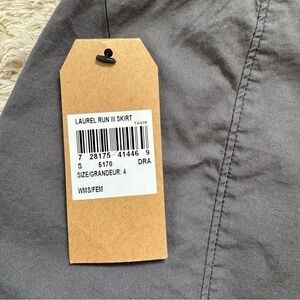 LAUREL RUN III SKIRT
7 28175 41446 9
S 5170 DRA
SIZE/GRANDEUR: 4
WMS/FEM